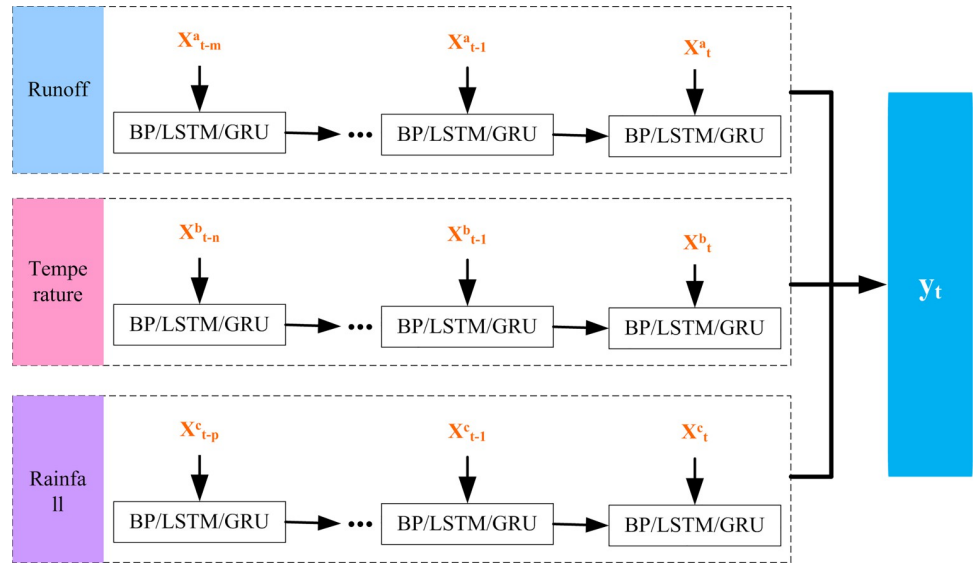 X^a_{t-m} X^a_{t-1} X^a_t
Runoff
BP/LSTM/GRU ... BP/LSTM/GRU BP/LSTM/GRU
X^b_{t-n} X^b_{t-1} X^b_t
Tempe
rature
BP/LSTM/GRU ... BP/LSTM/GRU BP/LSTM/GRU
y_t
X^c_{t-p} X^c_{t-1} X^c_t
Rainfa
ll
BP/LSTM/GRU ... BP/LSTM/GRU BP/LSTM/GRU